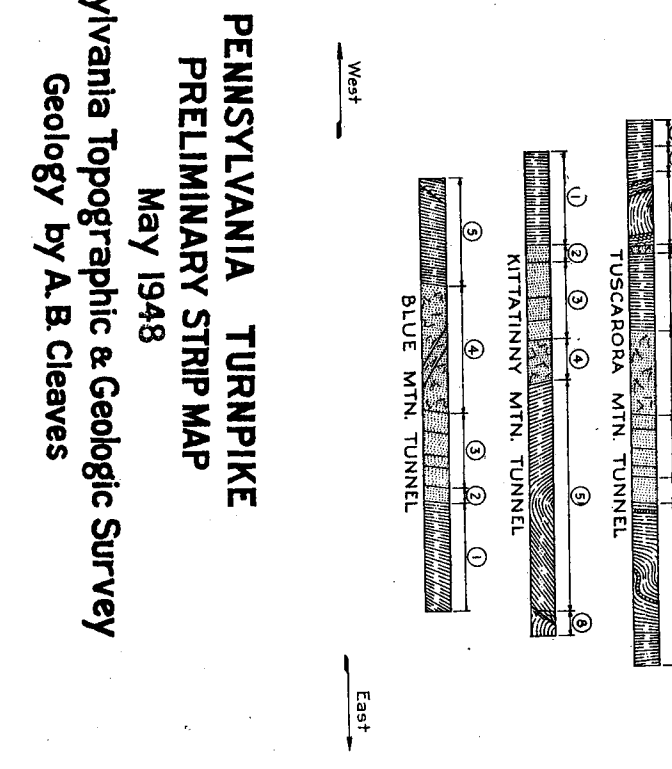 TUSCARORA MTN. TUNNEL
1 2 3 4 5 8
KITTATINNY MTN. TUNNEL
5 4 3 2 1
BLUE MTN. TUNNEL
West East
PENNSYLVANIA TURNPIKE
PRELIMINARY STRIP MAP
May 1948
ylvania Topographic & Geologic Survey
Geology by A. B. Cleaves